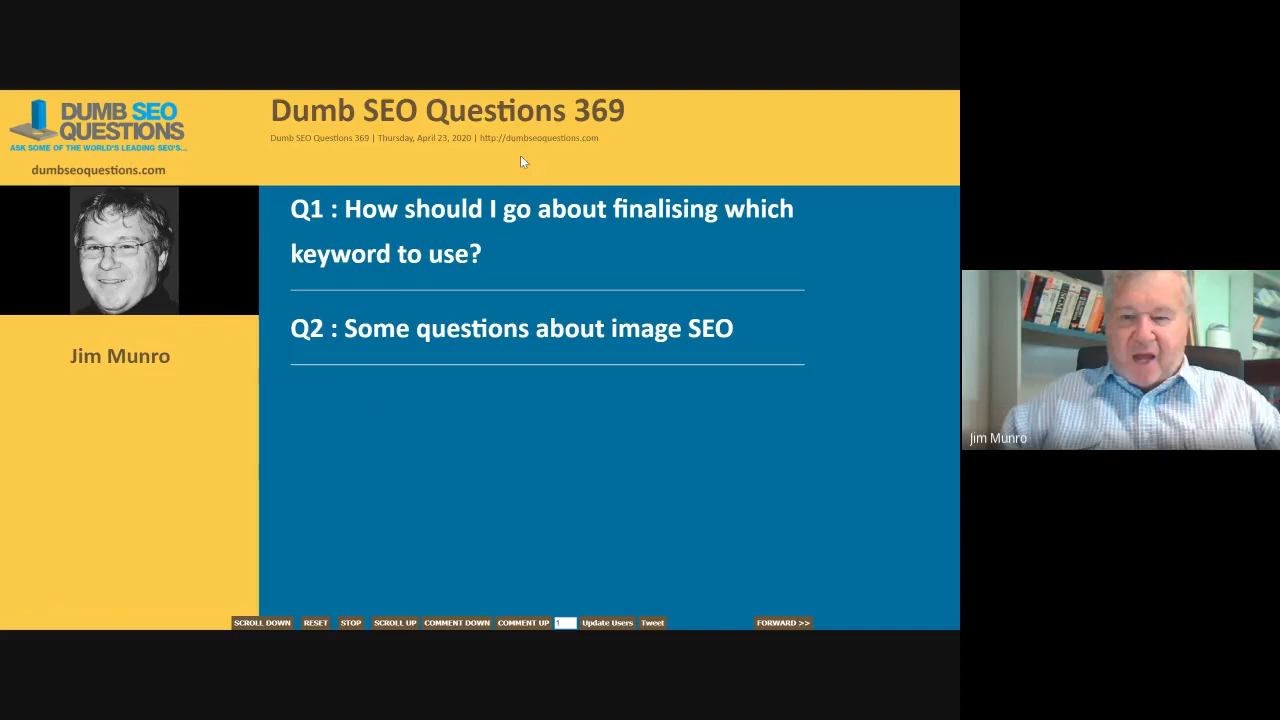 DUMB SEO
QUESTIONS
ASK SOME OF THE WORLD'S LEADING SEO'S...
dumbseoquestions.com
Dumb SEO Questions 369
Dumb SEO Questions 369 | Thursday, April 23, 2020 | http://dumbseoquestions.com
Jim Munro
Q1 : How should I go about finalising which
keyword to use?
Q2 : Some questions about image SEO
SCROLL DOWN RESET STOP SCROLL UP COMMENT DOWN COMMENT UP 1 Update Users Tweet FORWARD >>
Jim Munro